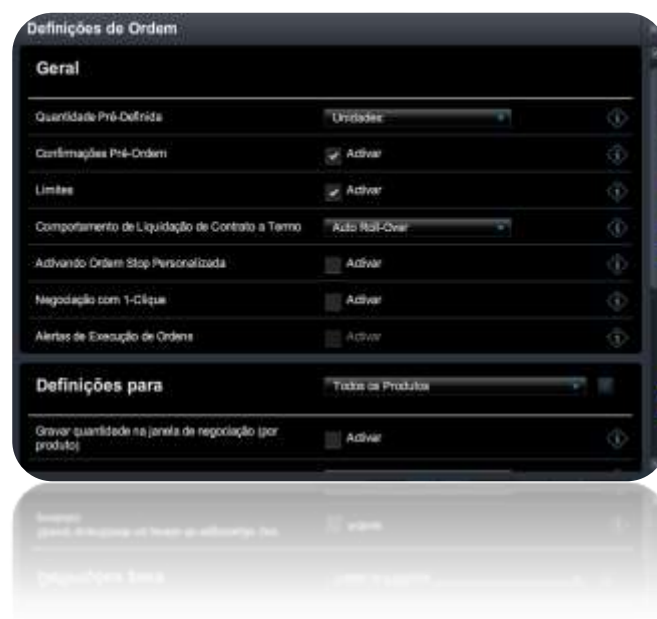 Definições de Ordem
Geral
Quantidade Pré-Definida
Unidades
Confirmações Pré-Ordem
Activar
Limites
Activar
Comportamento de Liquidação de Contrato a Termo
Auto Roll-Over
Activando Ordem Stop Personalizada
Activar
Negociação com 1-Clique
Activar
Alertas de Execução de Ordens
Activar
Definições para
Todos os Produtos
Gravar quantidade na janela de negociação (por
produto)
Activar